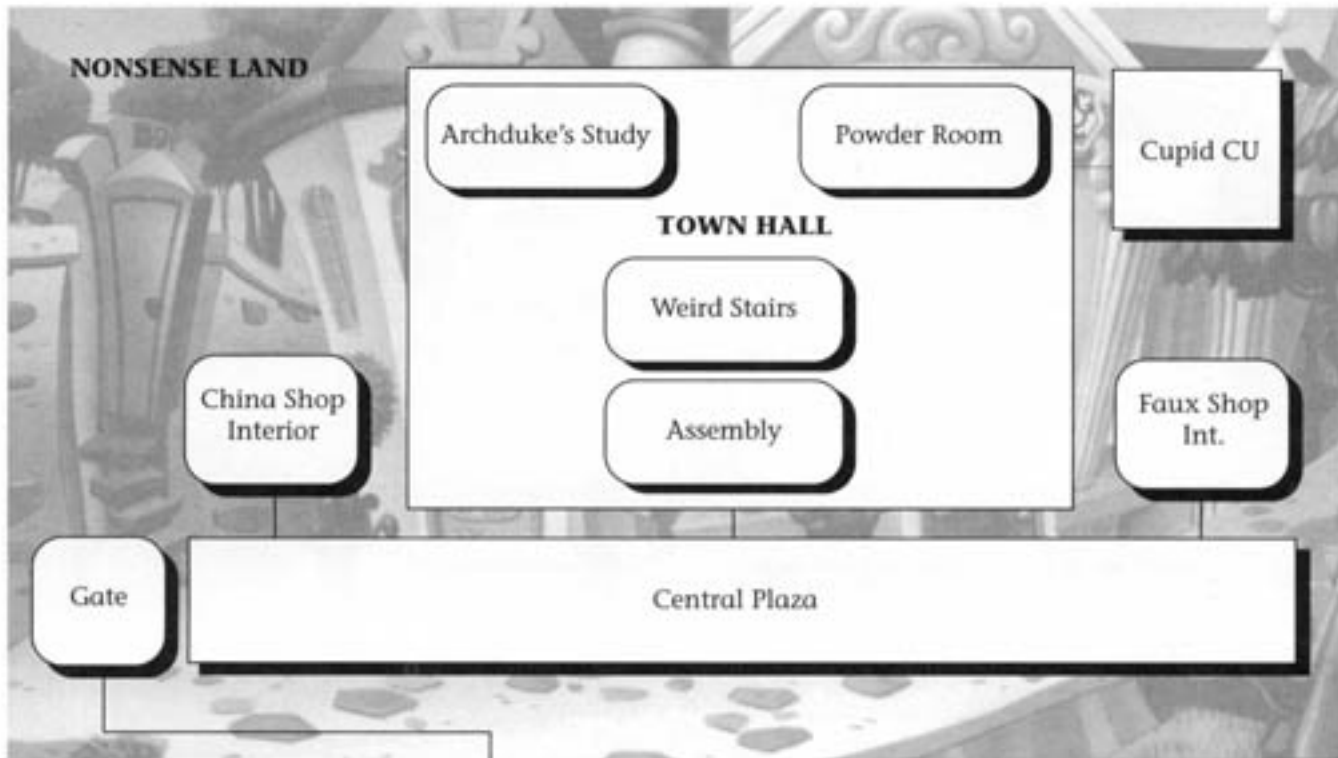 NONSENSE LAND
Archduke's Study
Powder Room
Cupid CU
TOWN HALL
Weird Stairs
China Shop
Interior
Assembly
Faux Shop
Int.
Gate
Central Plaza